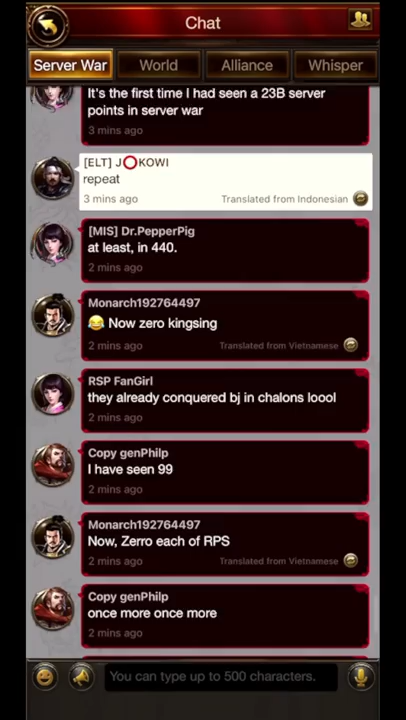 Chat
Server War
World
Alliance
Whisper
It's the first time I had seen a 23B server
points in server war
3 mins ago
[ELT] J⭕KOWI
repeat
3 mins ago
Translated from Indonesian
[MIS] Dr.PepperPig
at least, in 440.
2 mins ago
Monarch192764497
😂 Now zero kingsing
2 mins ago
Translated from Vietnamese
RSP FanGirl
they already conquered bj in chalons loool
2 mins ago
Copy genPhilp
I have seen 99
2 mins ago
Monarch192764497
Now, Zerro each of RPS
2 mins ago
Translated from Vietnamese
Copy genPhilp
once more once more
2 mins ago
You can type up to 500 characters.